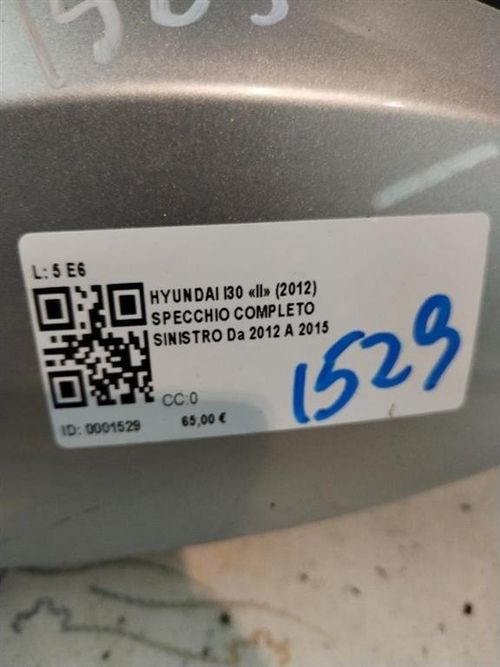 L: 5 E6
HYUNDAI I30 «II» (2012)
SPECCHIO COMPLETO
SINISTRO Da 2012 A 2015
CC:0
ID: 0001529
65,00 €
1529